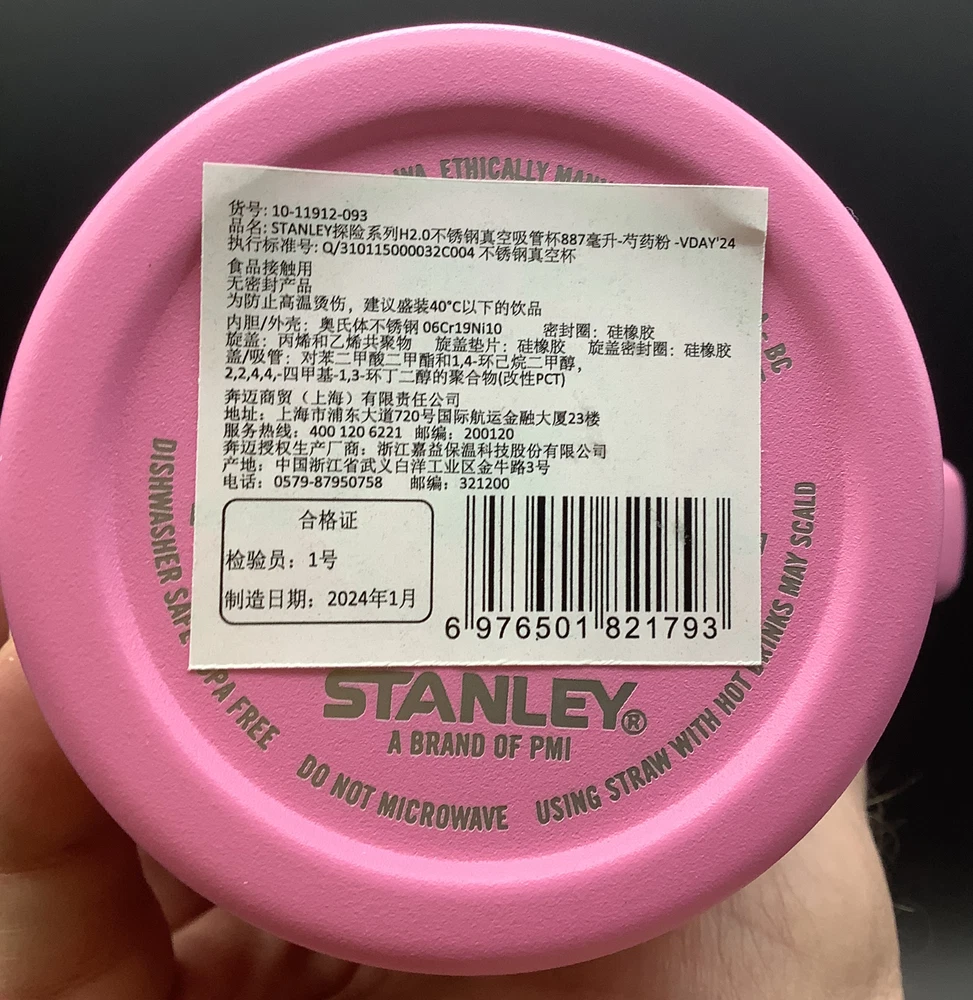 ETHICALLY
货号: 10-11912-093
品名: STANLEY探险系列H2.0不锈钢真空吸管杯887毫升-芍药粉 -VDAY'24
执行标准号: Q/310115000032C004 不锈钢真空杯
食品接触用
无密封产品
为防止高温烫伤，建议盛装40°C以下的饮品
内胆/外壳：奥氏体不锈钢 06Cr19Ni10 密封圈：硅橡胶
旋盖：丙烯和乙烯共聚物 旋盖垫片：硅橡胶 旋盖密封圈：硅橡胶
盖/吸管：对苯二甲酸二甲酯和1,4-环己烷二甲醇，
2,2,4,4,-四甲基-1,3-环丁二醇的聚合物(改性PCT)
奔迈商贸（上海）有限责任公司
地址：上海市浦东大道720号国际航运金融大厦23楼
服务热线：400 120 6221 邮编：200120
奔迈授权生产厂商：浙江嘉益保温科技股份有限公司
产地：中国浙江省武义白洋工业区金牛路3号
电话：0579-87950758 邮编：321200
合格证
检验员：1号
制造日期：2024年1月
6 976501 821793
BC
STANLEY®
A BRAND OF PMI
DISHWASHER SAFE
BPA FREE
DO NOT MICROWAVE
USING STRAW WITH HOT DRINKS MAY SCALD